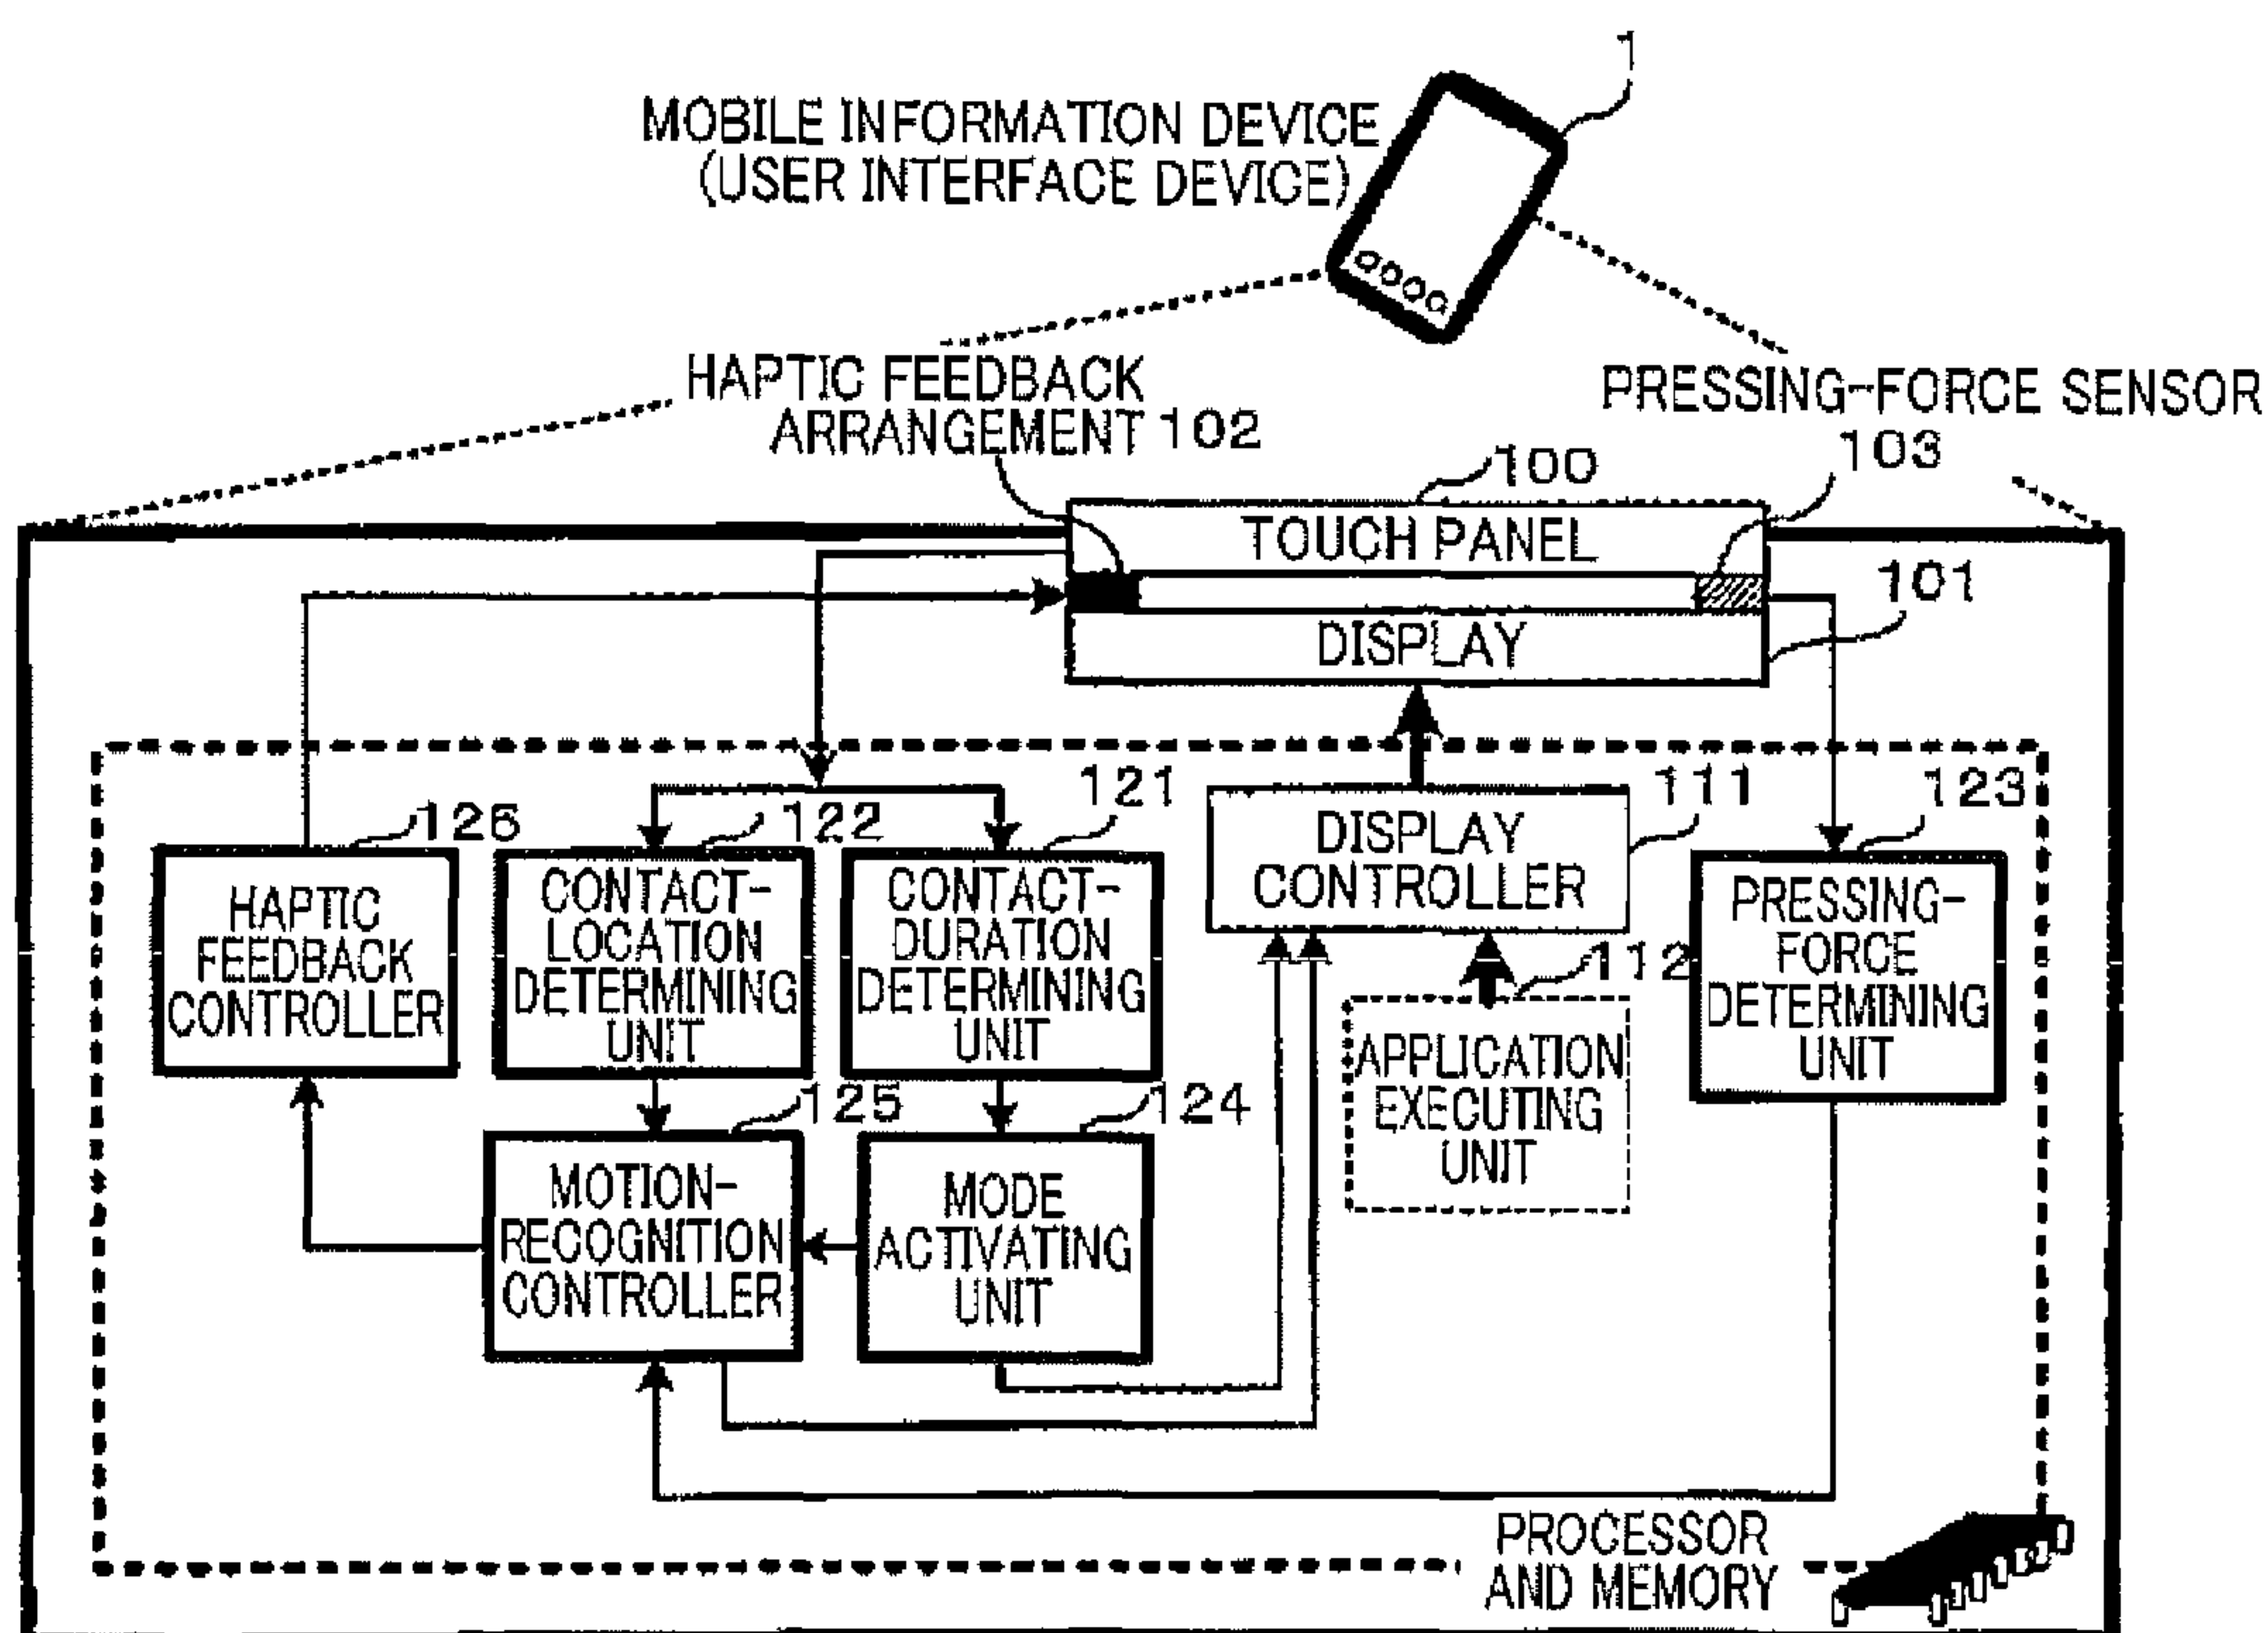 1
MOBILE INFORMATION DEVICE
(USER INTERFACE DEVICE)
HAPTIC FEEDBACK
ARRANGEMENT 102
PRESSING-FORCE SENSOR
103
100
TOUCH PANEL
101
DISPLAY
121
111
123
126
122
DISPLAY
CONTROLLER
HAPTIC
FEEDBACK
CONTROLLER
CONTACT-
LOCATION
DETERMINING
UNIT
CONTACT-
DURATION
DETERMINING
UNIT
PRESSING-
FORCE
DETERMINING
UNIT
112
APPLICATION
EXECUTING
UNIT
125
124
MOTION-
RECOGNITION
CONTROLLER
MODE
ACTIVATING
UNIT
PROCESSOR
AND MEMORY